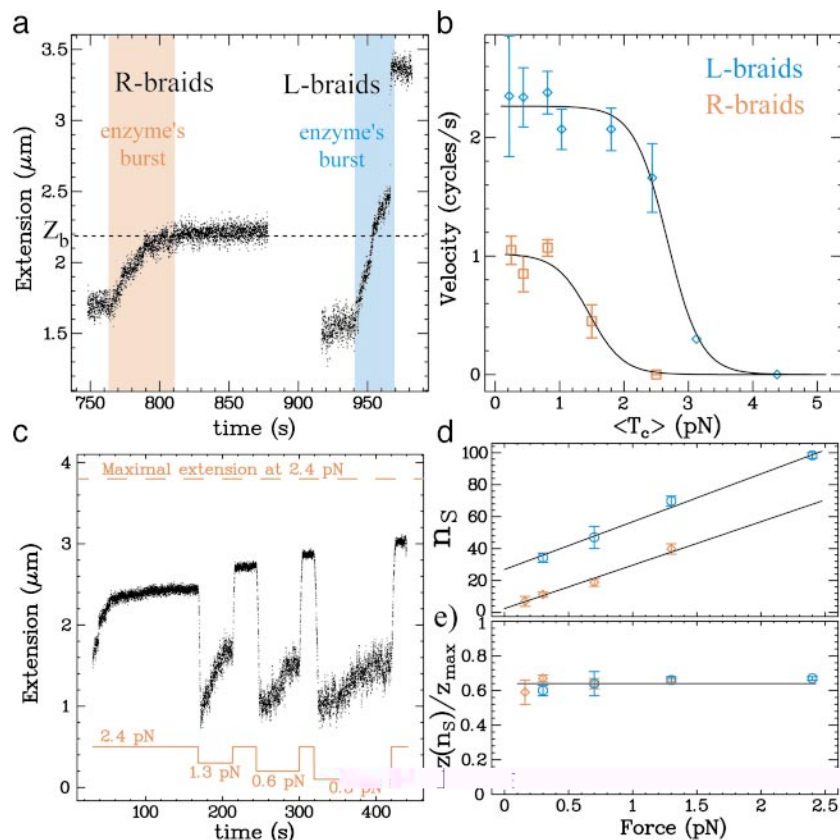 a
3.5
2.5
1.5
Extension (μm)
Z_b
R-braids
L-braids
enzyme's
burst
enzyme's
burst
750
800
850
900
950
time (s)
b
2
1
0
Velocity (cycles/s)
L-braids
R-braids
0
1
2
3
4
5
<T_c> (pN)
c
4
3
2
1
0
Extension (μm)
Maximal extension at 2.4 pN
2.4 pN
1.3 pN
0.6 pN
100
200
300
400
time (s)
d
100
80
60
40
20
0
n_S
e)
1
0.8
0.6
0.4
0.2
0
z(n_S)/z_max
0
0.5
1.0
1.5
2.0
2.5
Force (pN)